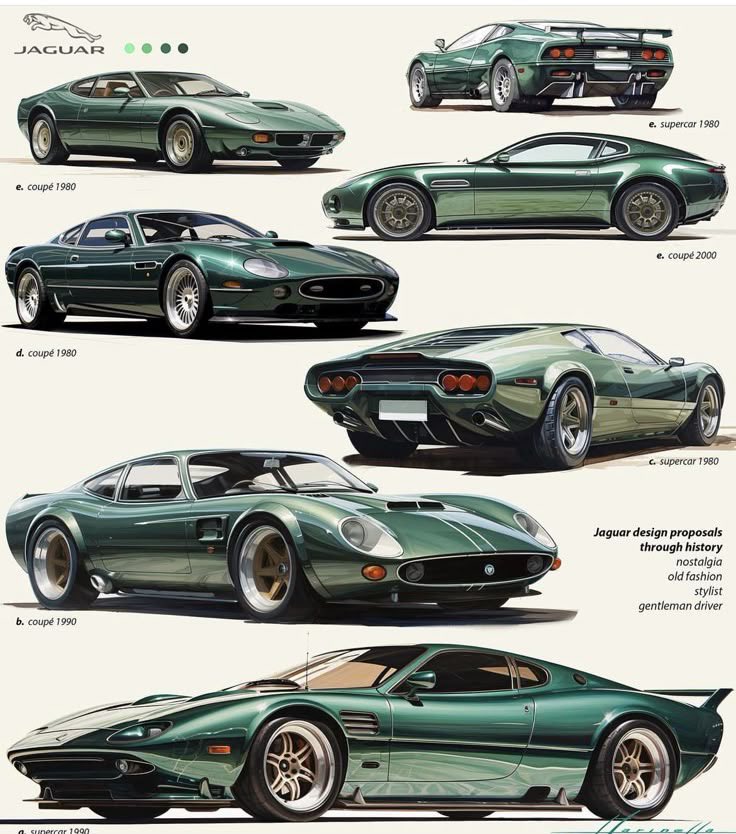 JAGUAR
e. supercar 1980
e. coupé 1980
e. coupé 2000
d. coupé 1980
c. supercar 1980
Jaguar design proposals
through history
nostalgia
old fashion
stylist
gentleman driver
b. coupé 1990
a. supercar 1990